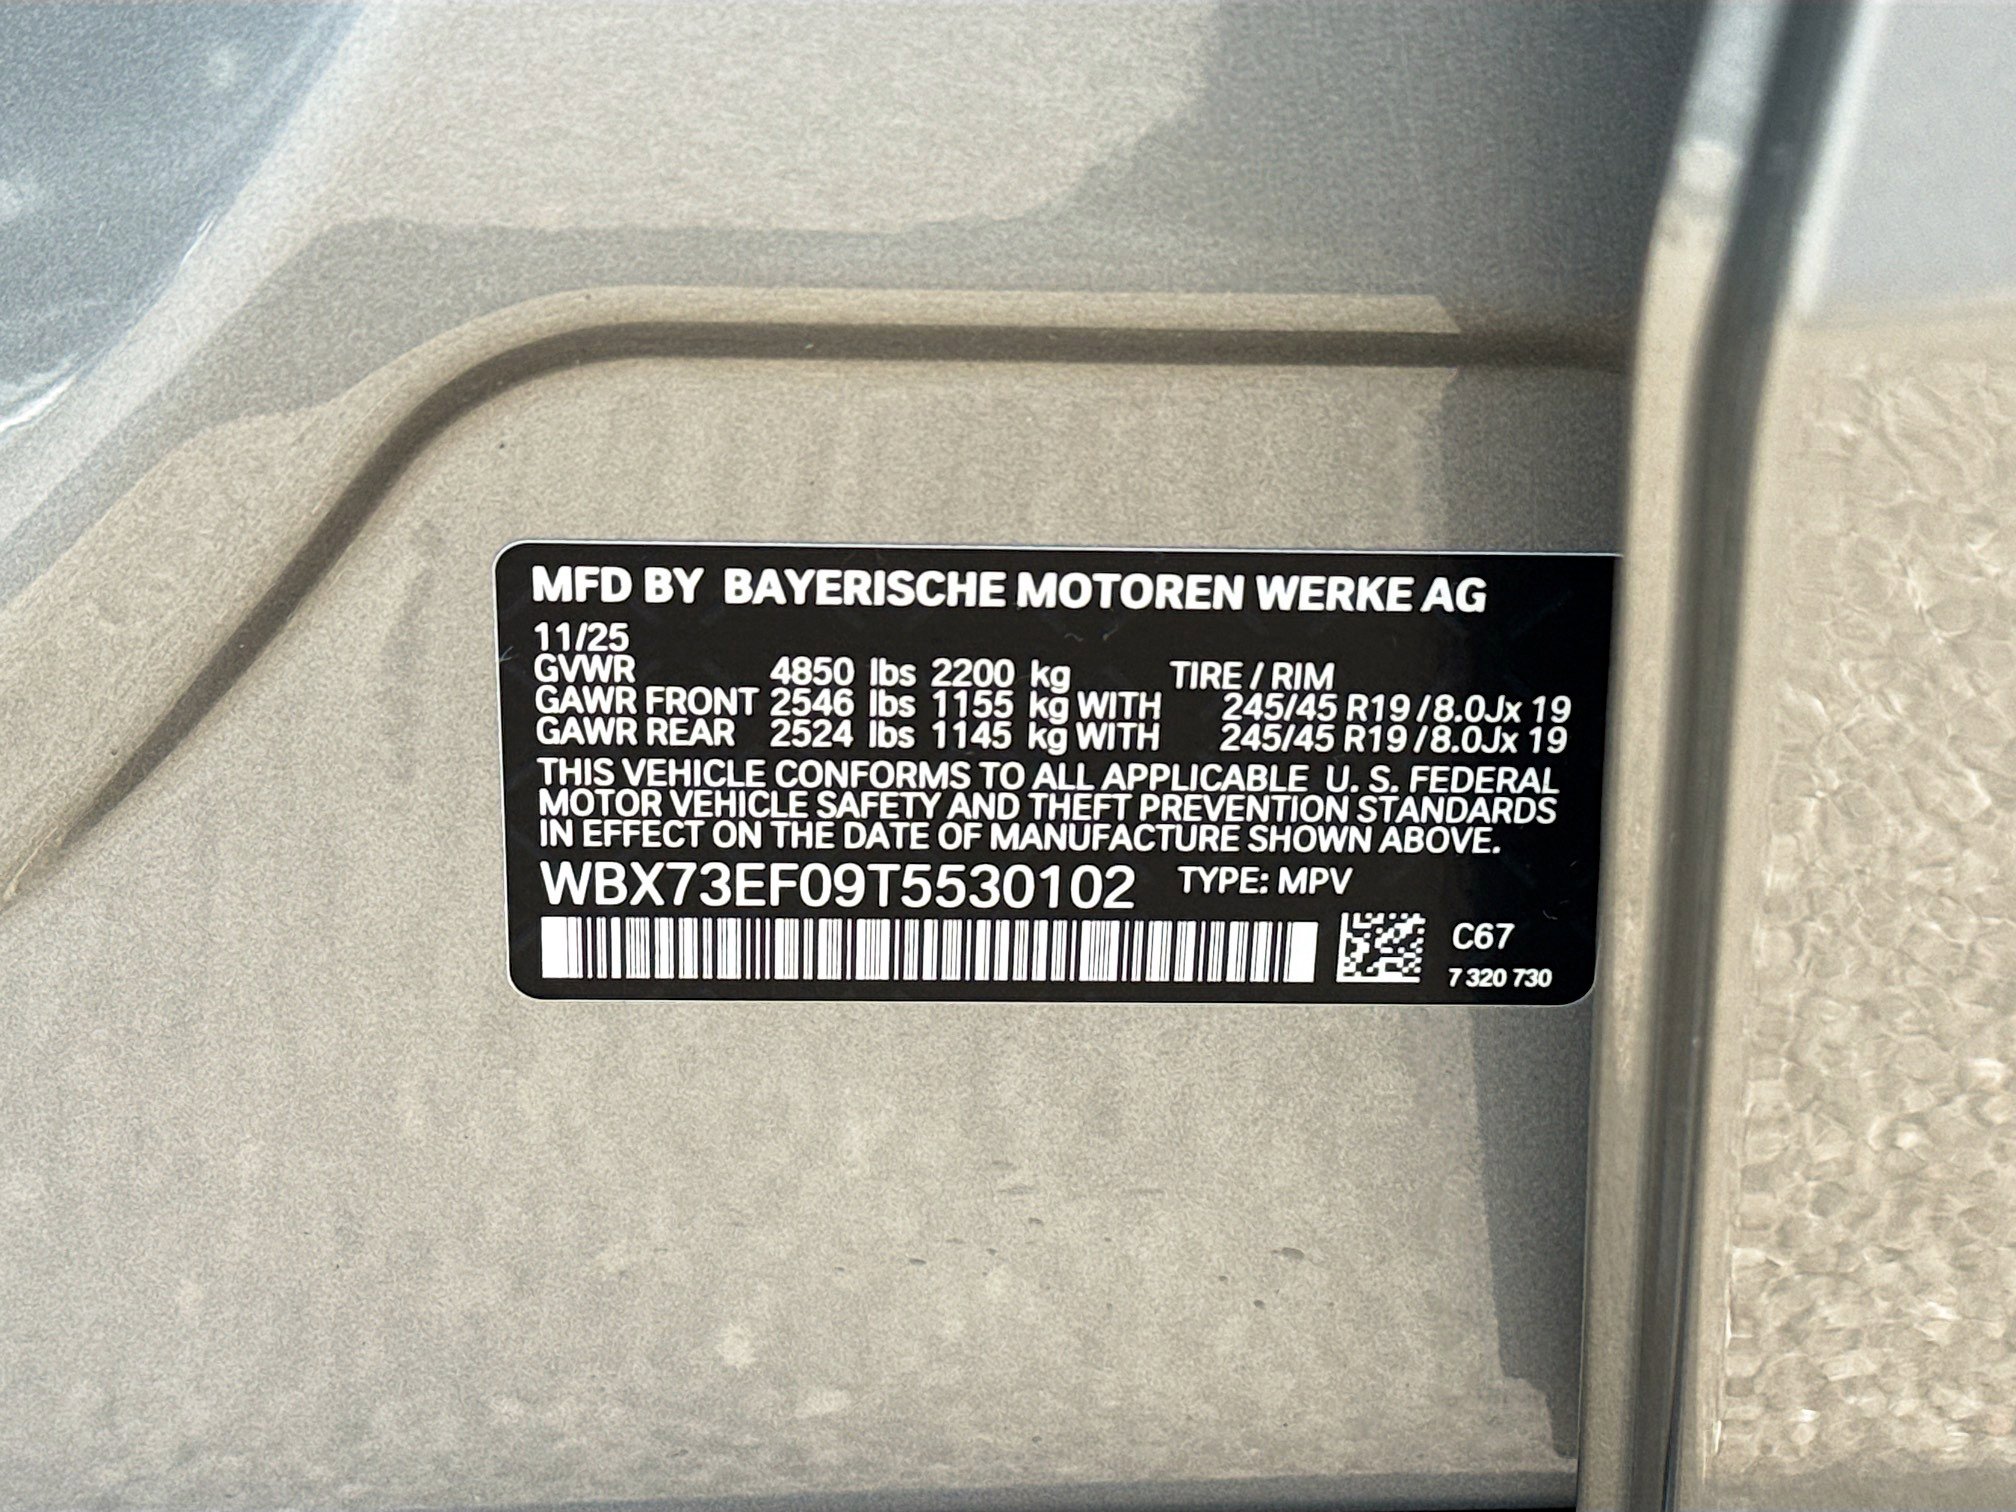 MFD BY BAYERISCHE MOTOREN WERKE AG
11/25
GVWR 4850 lbs 2200 kg TIRE / RIM
GAWR FRONT 2546 lbs 1155 kg WITH 245/45 R19 / 8.0Jx 19
GAWR REAR 2524 lbs 1145 kg WITH 245/45 R19 / 8.0Jx 19
THIS VEHICLE CONFORMS TO ALL APPLICABLE U. S. FEDERAL
MOTOR VEHICLE SAFETY AND THEFT PREVENTION STANDARDS
IN EFFECT ON THE DATE OF MANUFACTURE SHOWN ABOVE.
WBX73EF09T5530102 TYPE: MPV
C67
7 320 730